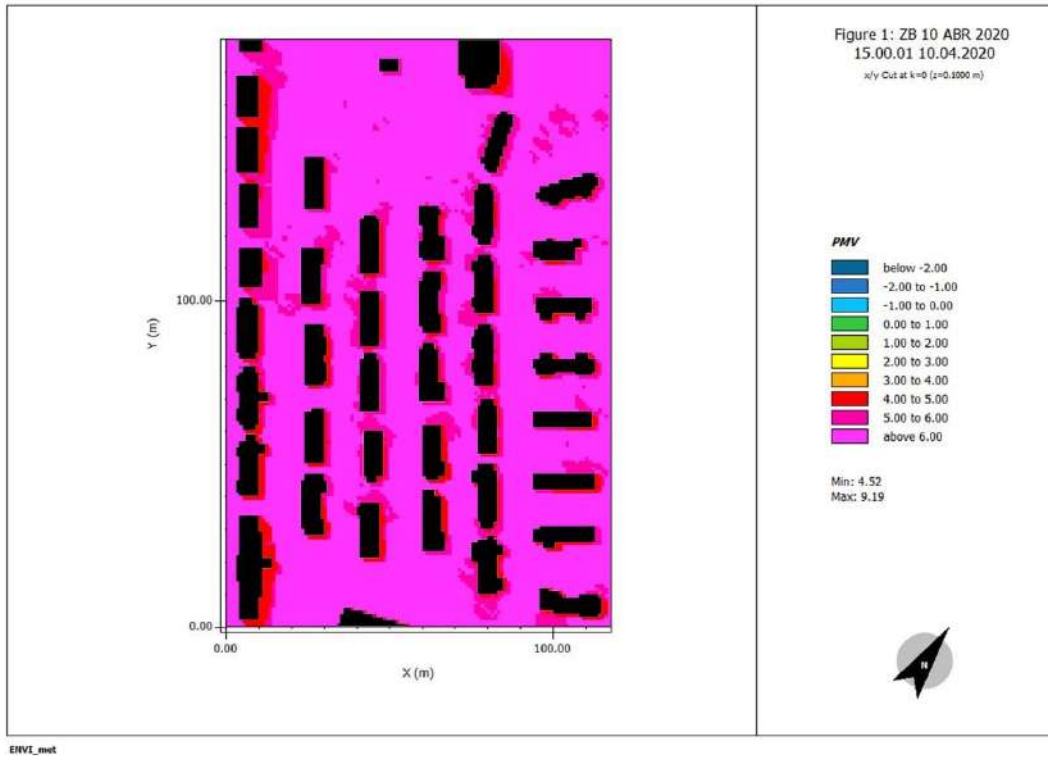 Figure 1: ZB 10 ABR 2020
15.00.01 10.04.2020
x/y Cut at k=0 (z=0.1000 m)
PMV
below -2.00
-2.00 to -1.00
-1.00 to 0.00
0.00 to 1.00
1.00 to 2.00
2.00 to 3.00
3.00 to 4.00
4.00 to 5.00
5.00 to 6.00
above 6.00
Min: 4.52
Max: 9.19
100.00
Y (m)
0.00
0.00
100.00
X (m)
N
ENVI_met